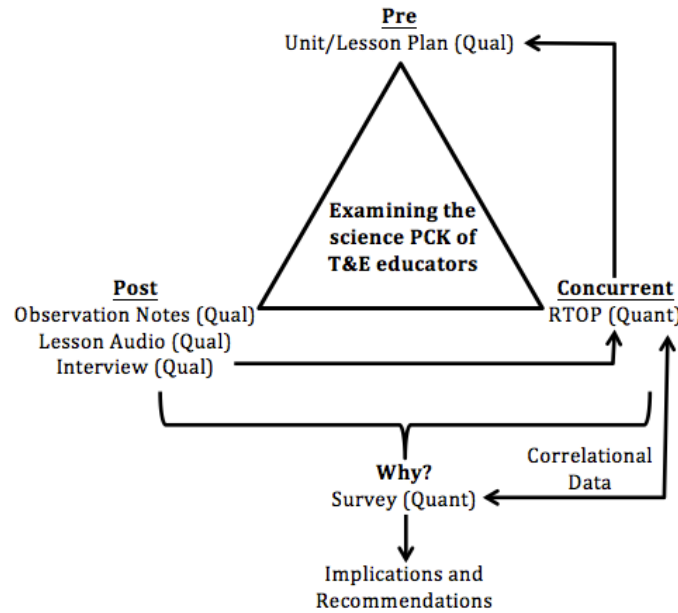 Pre
Unit/Lesson Plan (Qual)
Examining the
science PCK of
T&E educators
Post
Observation Notes (Qual)
Lesson Audio (Qual)
Interview (Qual)
Concurrent
RTOP (Quant)
Correlational
Data
Why?
Survey (Quant)
Implications and
Recommendations